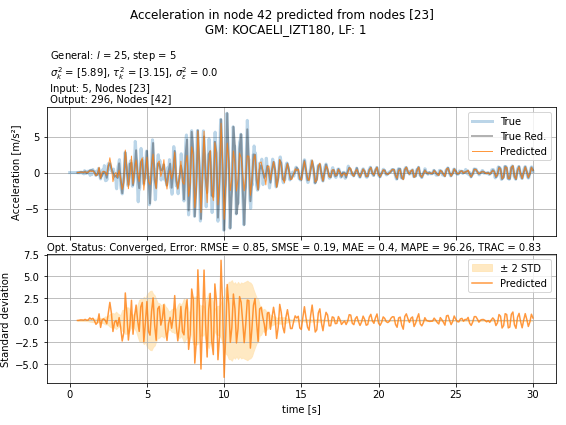 Acceleration in node 42 predicted from nodes [23]
GM: KOCAELI_IZT180, LF: 1
General: l = 25, step = 5
σ²ₖ = [5.89], τ²ₖ = [3.15], σ²ᵣ = 0.0
Input: 5, Nodes [23]
Output: 296, Nodes [42]
Acceleration [m/s²]
5
0
−5
True
True Red.
Predicted
Opt. Status: Converged, Error: RMSE = 0.85, SMSE = 0.19, MAE = 0.4, MAPE = 96.26, TRAC = 0.83
Standard deviation
7.5
5.0
2.5
0.0
−2.5
−5.0
± 2 STD
Predicted
0 5 10 15 20 25 30
time [s]